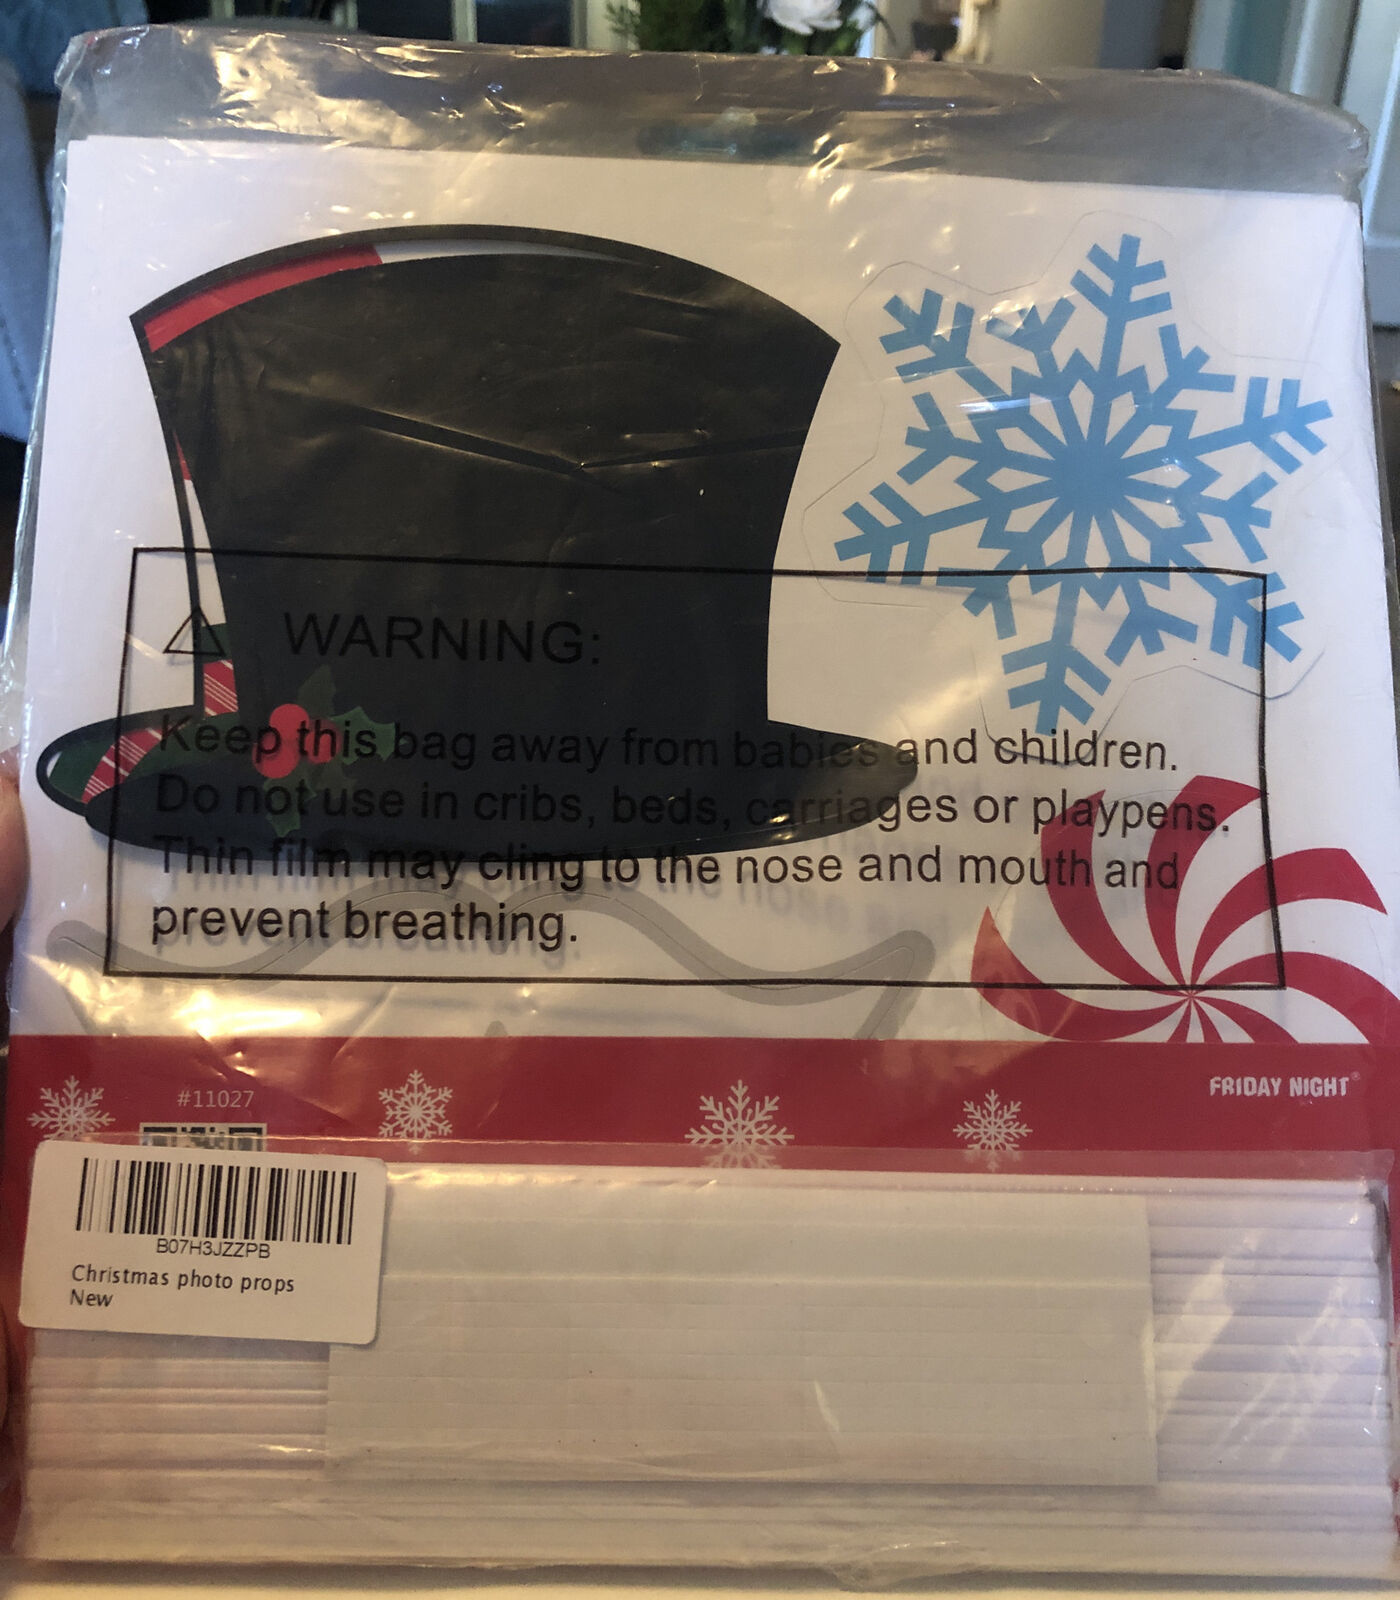 WARNING:
Keep this bag away from babies and children.
Do not use in cribs, beds, carriages or playpens.
Thin film may cling to the nose and mouth and
prevent breathing.
#11027
FRIDAY NIGHT®
B07H3JZZPB
Christmas photo props
New